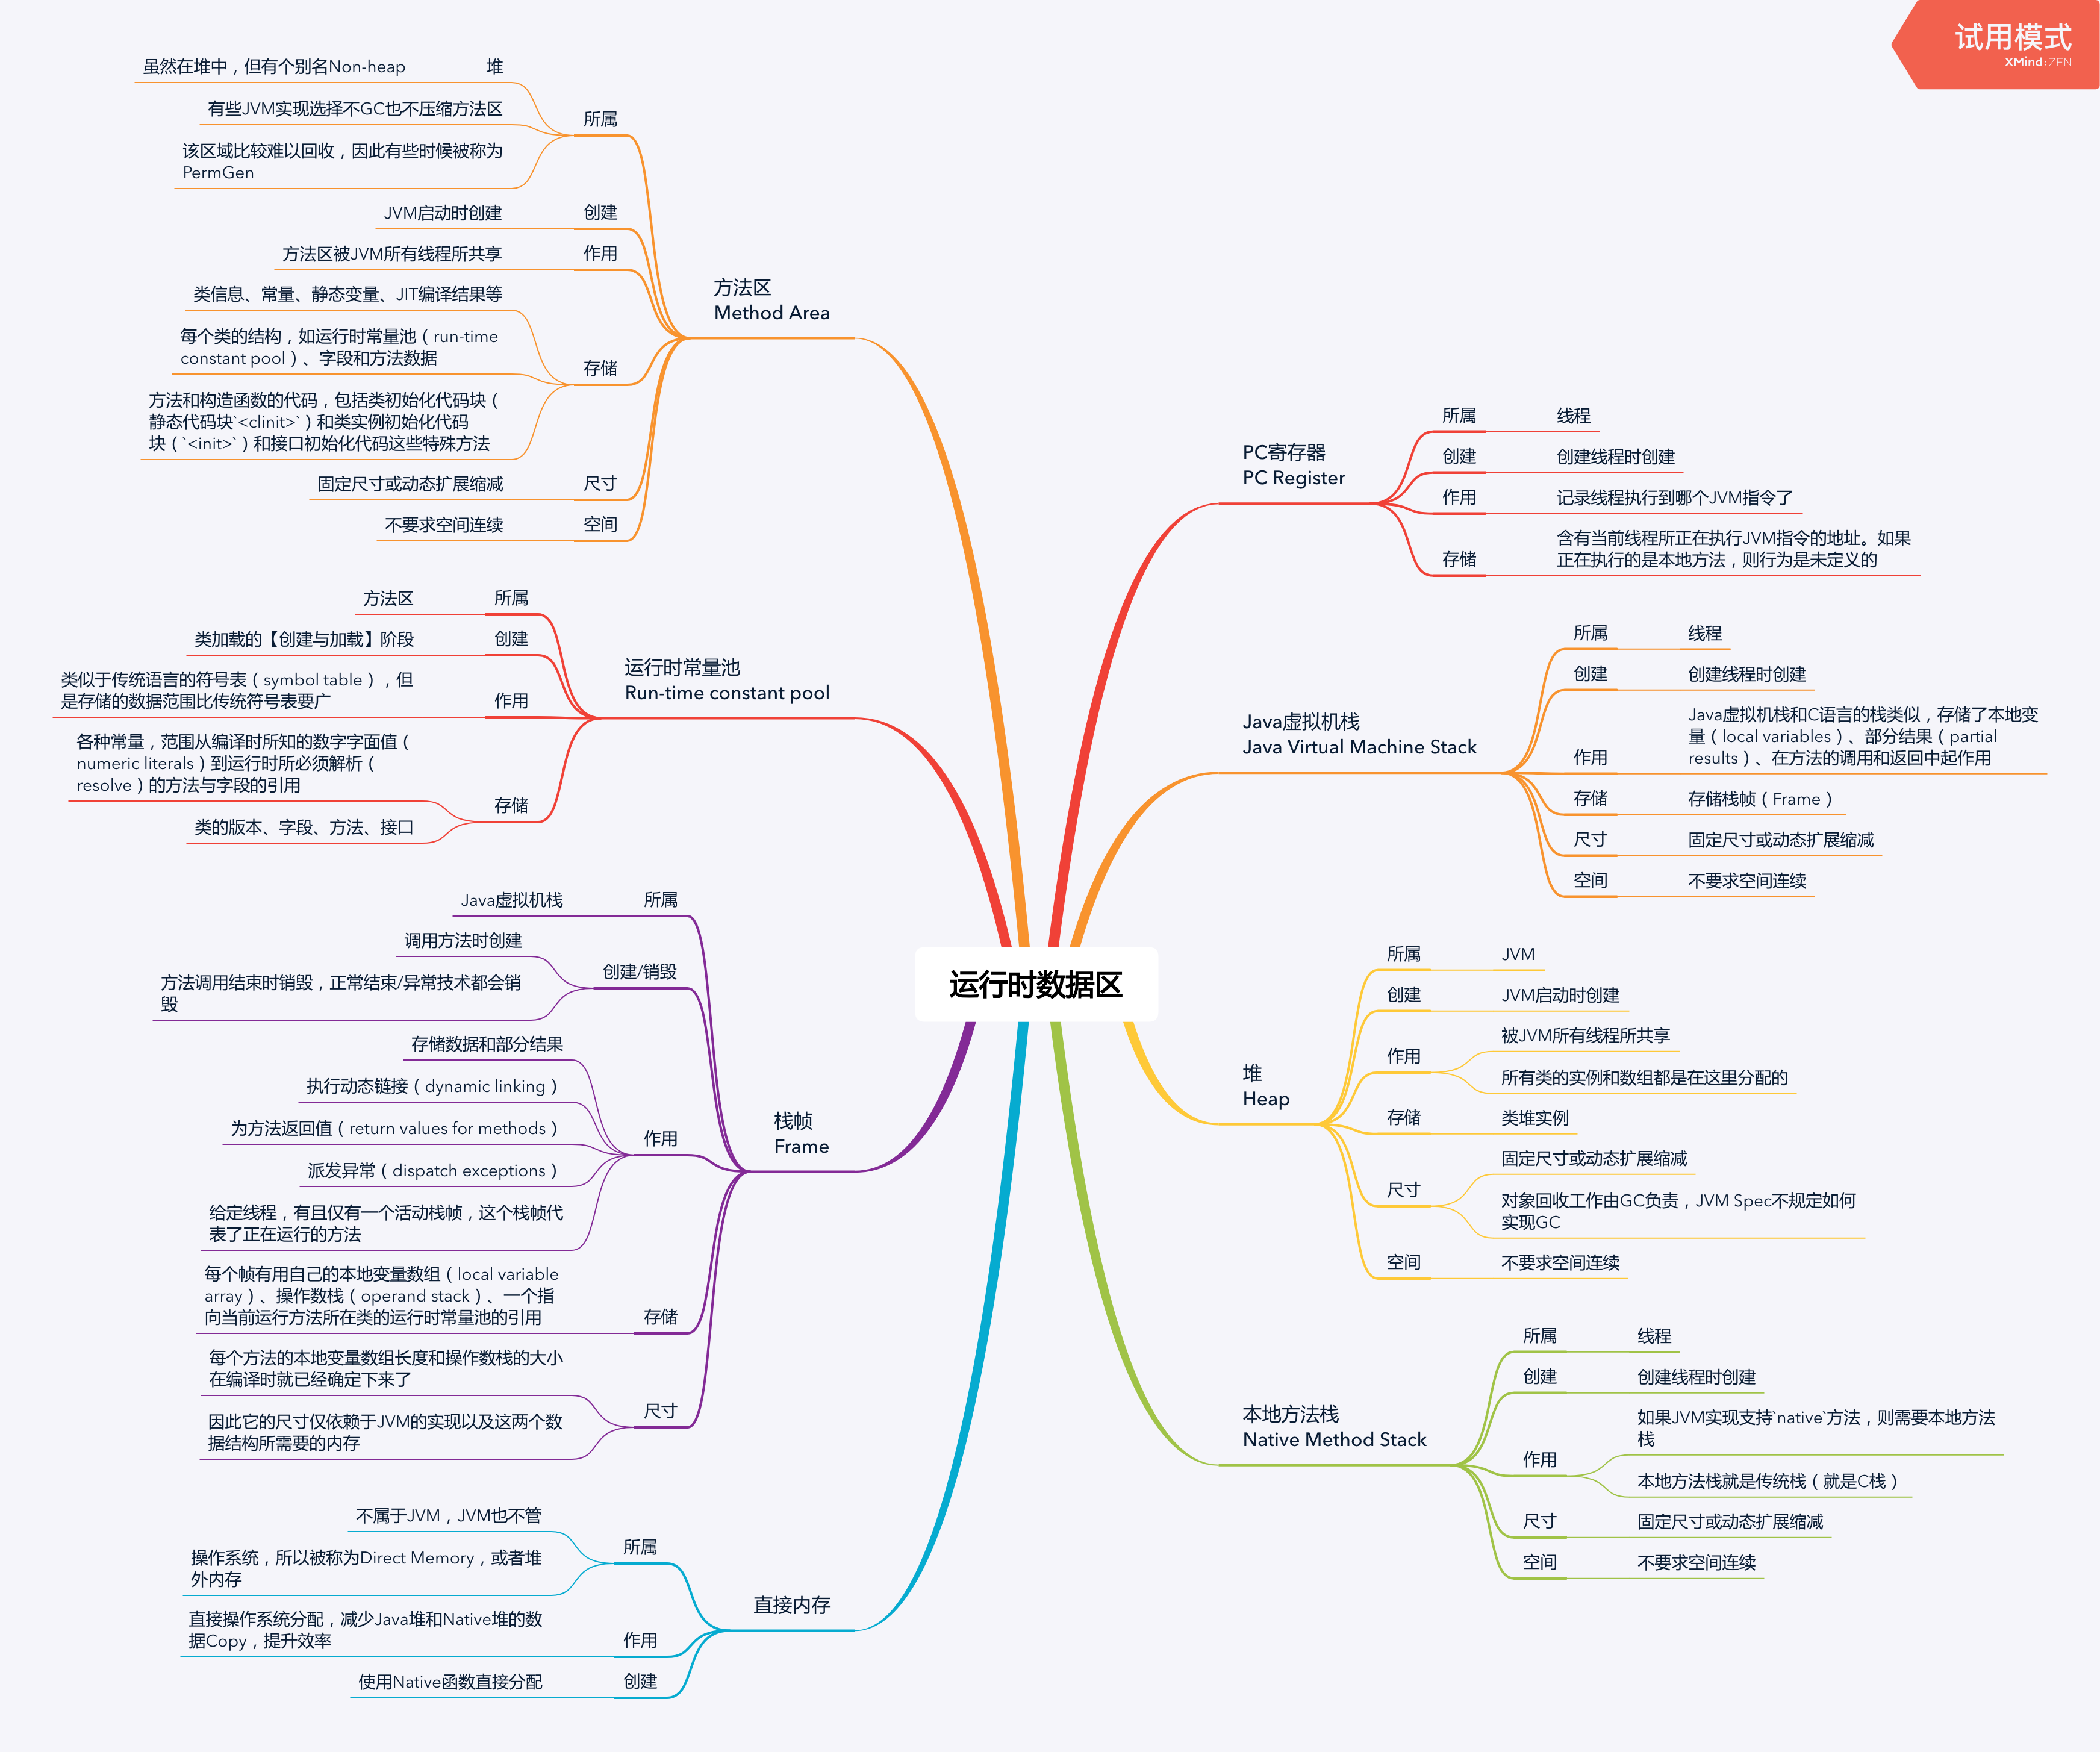 试用模式
XMind:ZEN
运行时数据区
PC寄存器
PC Register
所属
线程
创建
创建线程时创建
作用
记录线程执行到哪个JVM指令了
存储
含有当前线程所正在执行JVM指令的地址。如果
正在执行的是本地方法，则行为是未定义的
Java虚拟机栈
Java Virtual Machine Stack
所属
线程
创建
创建线程时创建
作用
Java虚拟机栈和C语言的栈类似，存储了本地变
量（local variables）、部分结果（partial
results）、在方法的调用和返回中起作用
存储
存储栈帧（Frame）
尺寸
固定尺寸或动态扩展缩减
空间
不要求空间连续
堆
Heap
所属
JVM
创建
JVM启动时创建
作用
被JVM所有线程所共享
所有类的实例和数组都是在这里分配的
存储
类堆实例
尺寸
固定尺寸或动态扩展缩减
对象回收工作由GC负责，JVM Spec不规定如何
实现GC
空间
不要求空间连续
本地方法栈
Native Method Stack
所属
线程
创建
创建线程时创建
作用
如果JVM实现支持`native`方法，则需要本地方法
栈
本地方法栈就是传统栈（就是C栈）
尺寸
固定尺寸或动态扩展缩减
空间
不要求空间连续
方法区
Method Area
所属
堆
虽然在堆中，但有个别名Non-heap
有些JVM实现选择不GC也不压缩方法区
该区域比较难以回收，因此有些时候被称为
PermGen
创建
JVM启动时创建
作用
方法区被JVM所有线程所共享
存储
类信息、常量、静态变量、JIT编译结果等
每个类的结构，如运行时常量池（run-time
constant pool）、字段和方法数据
方法和构造函数的代码，包括类初始化代码块（
静态代码块`<clinit>`）和类实例初始化代码
块（`<init>`）和接口初始化代码这些特殊方法
尺寸
固定尺寸或动态扩展缩减
空间
不要求空间连续
运行时常量池
Run-time constant pool
所属
方法区
创建
类加载的【创建与加载】阶段
作用
类似于传统语言的符号表（symbol table），但
是存储的数据范围比传统符号表要广
存储
各种常量，范围从编译时所知的数字字面值（
numeric literals）到运行时所必须解析（
resolve）的方法与字段的引用
类的版本、字段、方法、接口
栈帧
Frame
所属
Java虚拟机栈
创建/销毁
调用方法时创建
方法调用结束时销毁，正常结束/异常技术都会销
毁
作用
存储数据和部分结果
执行动态链接（dynamic linking）
为方法返回值（return values for methods）
派发异常（dispatch exceptions）
给定线程，有且仅有一个活动栈帧，这个栈帧代
表了正在运行的方法
存储
每个帧有用自己的本地变量数组（local variable
array）、操作数栈（operand stack）、一个指
向当前运行方法所在类的运行时常量池的引用
尺寸
每个方法的本地变量数组长度和操作数栈的大小
在编译时就已经确定下来了
因此它的尺寸仅依赖于JVM的实现以及这两个数
据结构所需要的内存
直接内存
所属
不属于JVM，JVM也不管
操作系统，所以被称为Direct Memory，或者堆
外内存
作用
直接操作系统分配，减少Java堆和Native堆的数
据Copy，提升效率
创建
使用Native函数直接分配